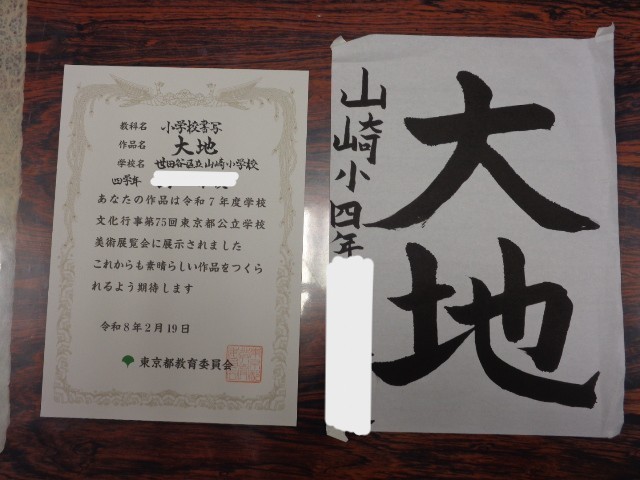 教科名 小学校書写
作品名 大地
学校名 世田谷区立山崎小学校
四学年
あなたの作品は令和7年度学校
文化行事第75回東京都公立学校
美術展覧会に展示されました
これからも素晴らしい作品をつくら
れるよう期待します
令和8年2月19日
東京都教育委員会
大地
山崎小四年